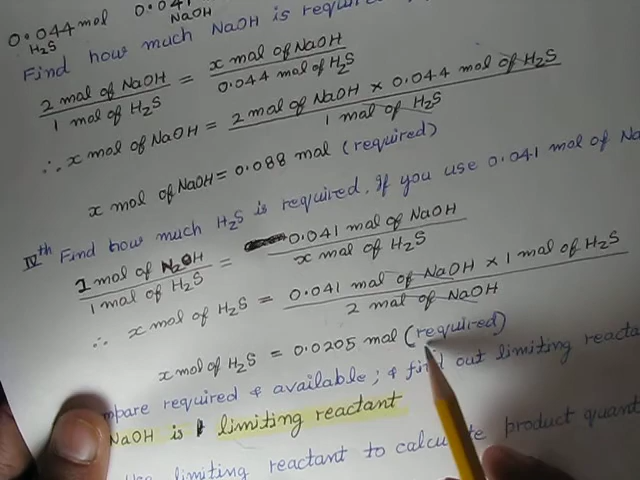 0.044 mol 0.041
H₂S NaOH
Find how much NaOH is required,
2 mol of NaOH / 1 mol of H₂S = x mol of NaOH / 0.044 mol of H₂S
∴ x mol of NaOH = 2 mol of NaOH × 0.044 mol of H₂S / 1 mol of H₂S
x mol of NaOH = 0.088 mol (required)
IVth Find how much H₂S is required, If you use 0.041 mol of Na
2 mol of NaOH / 1 mol of H₂S = 0.041 mol of NaOH / x mol of H₂S
∴ x mol of H₂S = 0.041 mol of NaOH × 1 mol of H₂S / 2 mol of NaOH
x mol of H₂S = 0.0205 mol (required)
mpare required & available; & find out limiting reacta
NaOH is limiting reactant
limiting reactant to calculate product quant